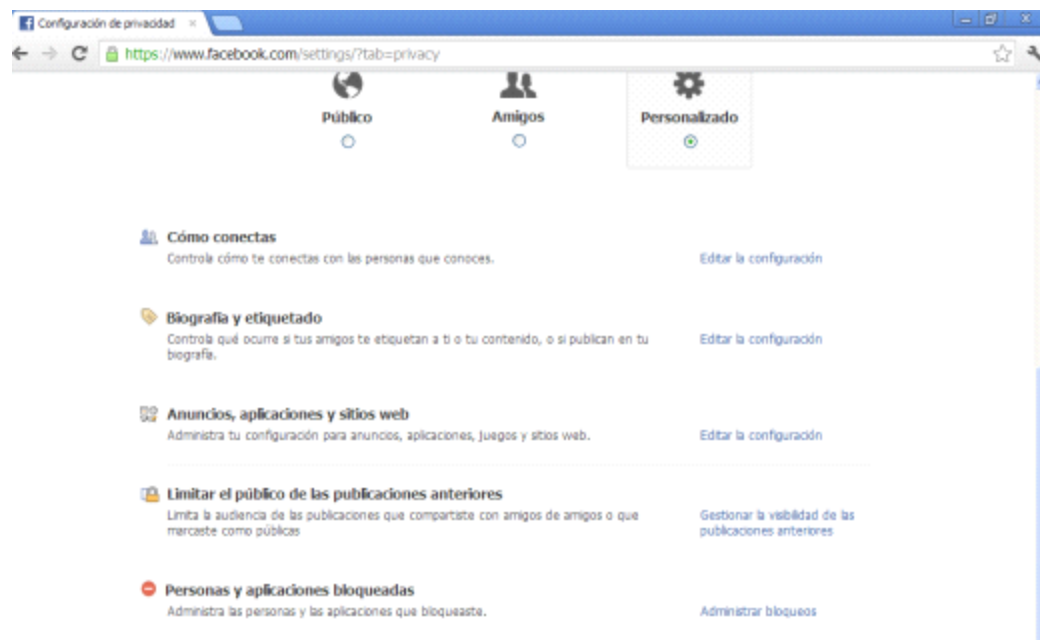 Configuración de privacidad
https://www.facebook.com/settings/?tab=privacy
Público Amigos Personalizado
Cómo conectas
Controla cómo te conectas con las personas que conoces. Editar la configuración
Biografía y etiquetado
Controla qué ocurre si tus amigos te etiquetan a ti o tu contenido, o si publican en tu Editar la configuración
biografía.
Anuncios, aplicaciones y sitios web
Administra tu configuración para anuncios, aplicaciones, juegos y sitios web. Editar la configuración
Limitar el público de las publicaciones anteriores
Limita la audiencia de las publicaciones que compartiste con amigos de amigos o que Gestionar la visibilidad de las
marcaste como públicas publicaciones anteriores
Personas y aplicaciones bloqueadas
Administra las personas y las aplicaciones que bloqueaste. Administrar bloqueos